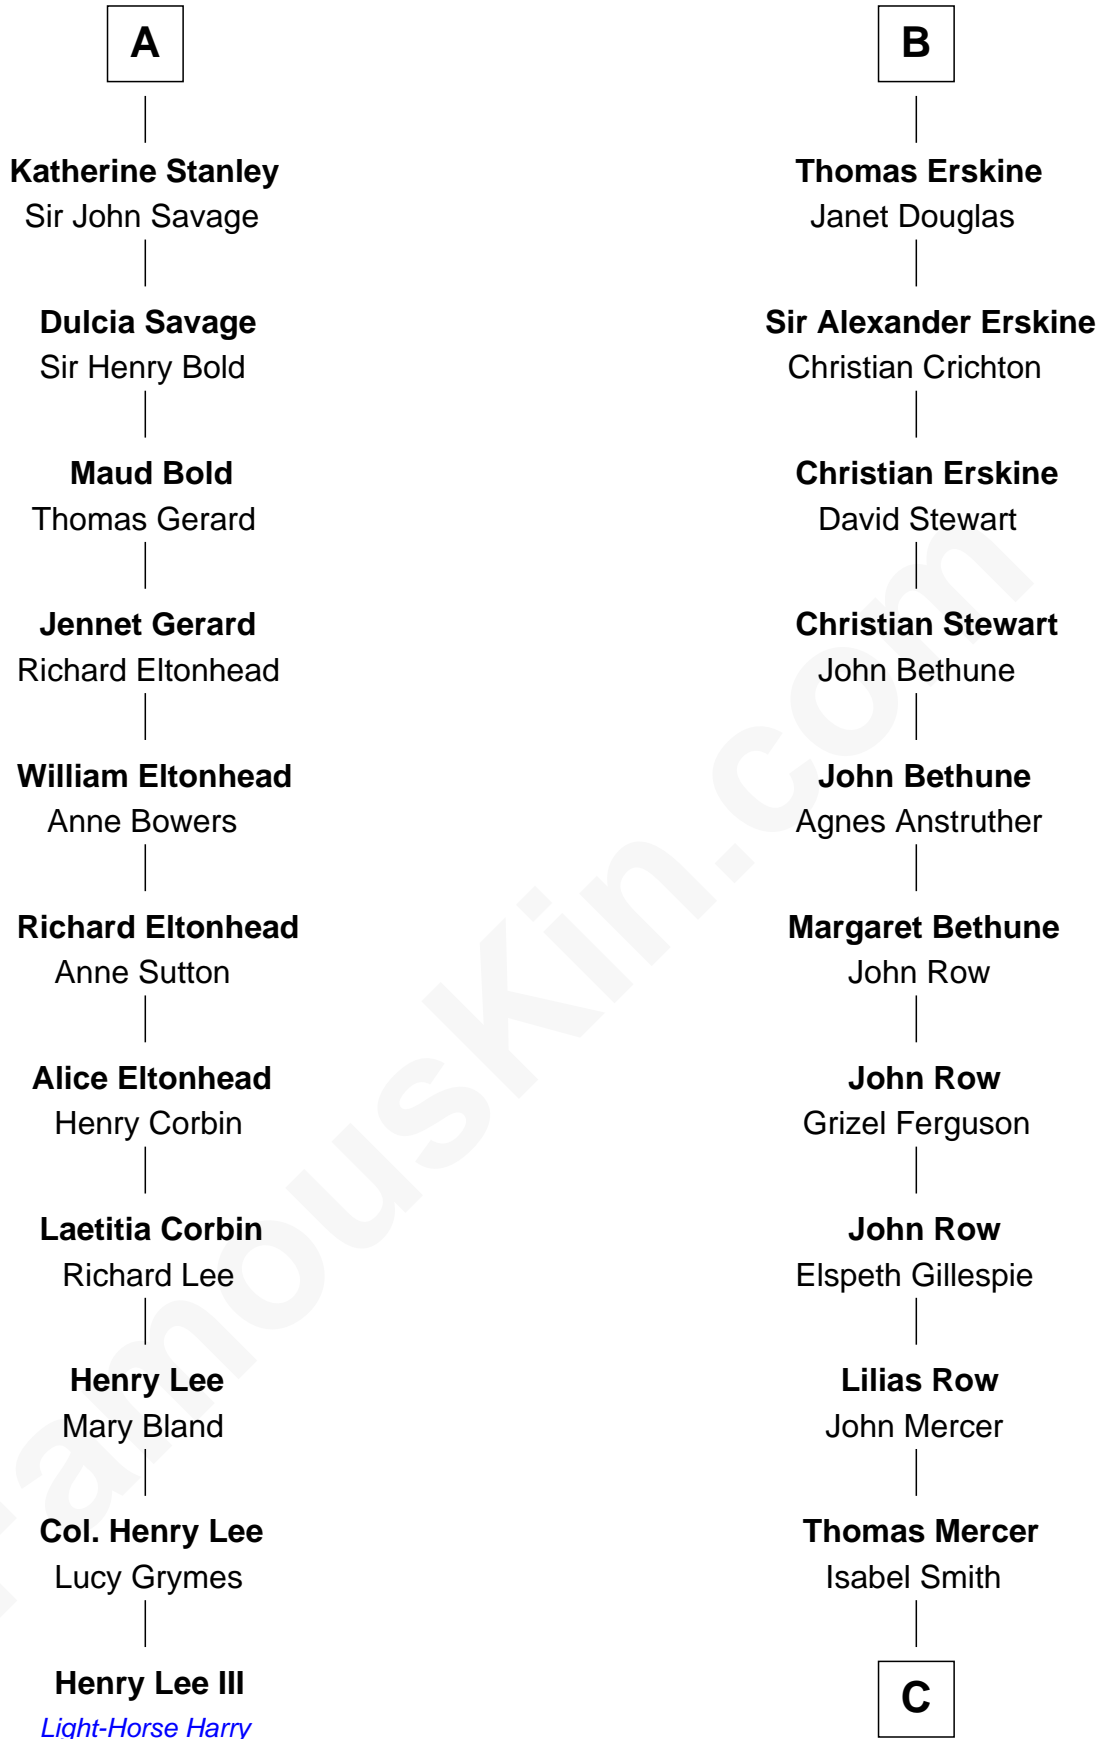 A
Katherine Stanley
Sir John Savage
Dulcia Savage
Sir Henry Bold
Maud Bold
Thomas Gerard
Jennet Gerard
Richard Eltonhead
William Eltonhead
Anne Bowers
Richard Eltonhead
Anne Sutton
Alice Eltonhead
Henry Corbin
Laetitia Corbin
Richard Lee
Henry Lee
Mary Bland
Col. Henry Lee
Lucy Grymes
Henry Lee III
Light-Horse Harry
B
Thomas Erskine
Janet Douglas
Sir Alexander Erskine
Christian Crichton
Christian Erskine
David Stewart
Christian Stewart
John Bethune
John Bethune
Agnes Anstruther
Margaret Bethune
John Row
John Row
Grizel Ferguson
John Row
Elspeth Gillespie
Lilias Row
John Mercer
Thomas Mercer
Isabel Smith
C
FamousKin.com